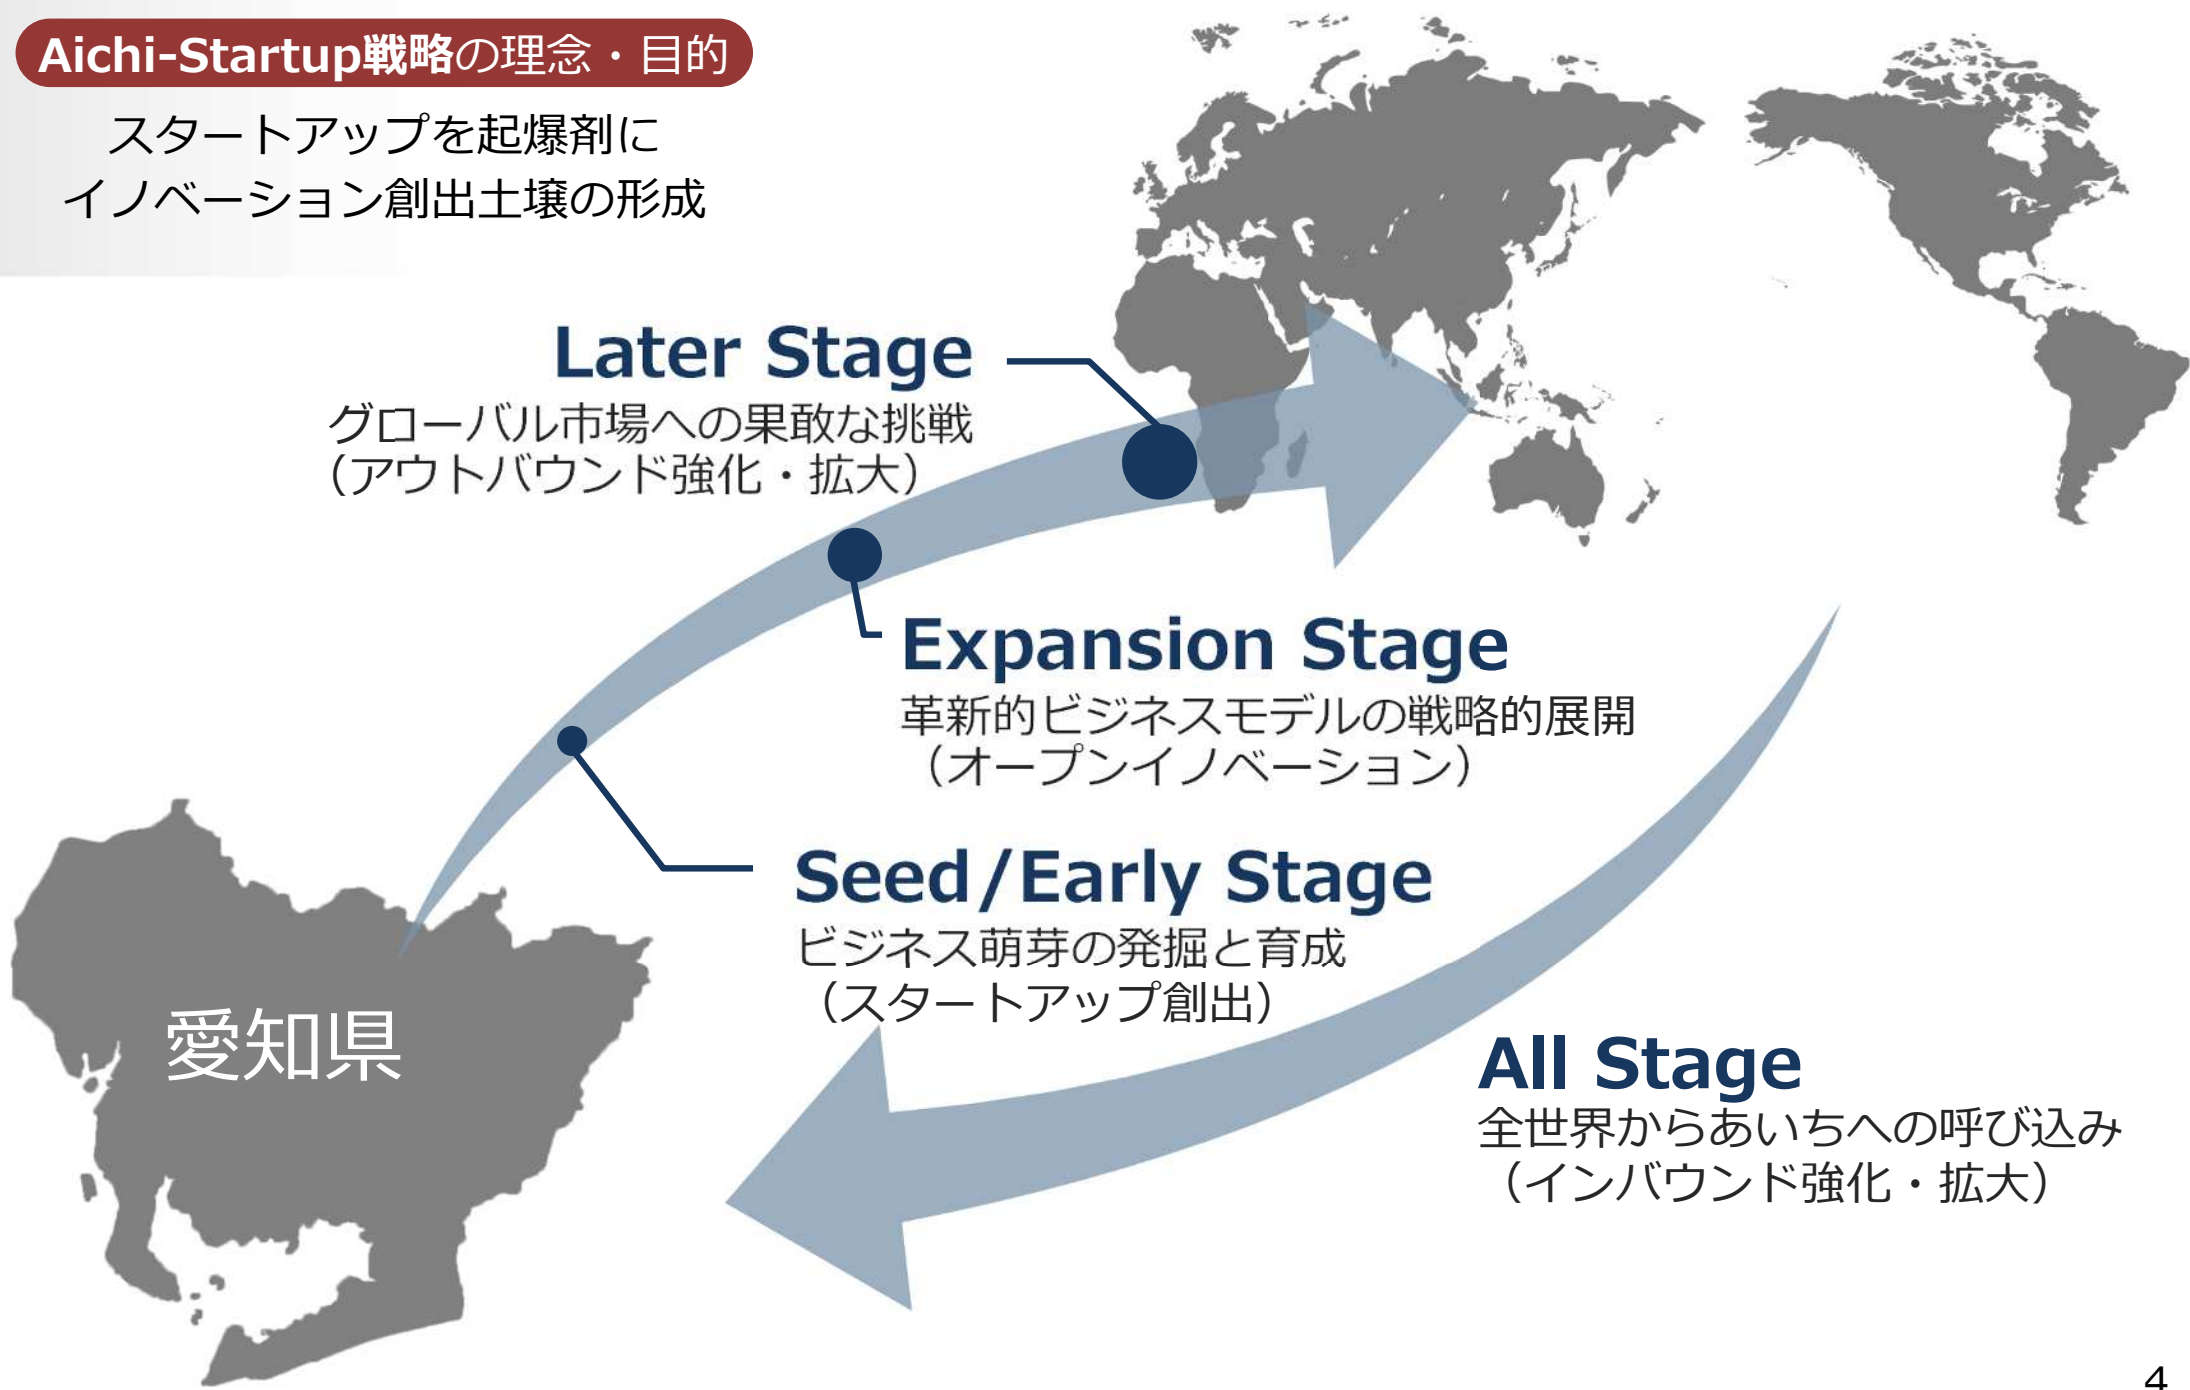 Aichi-Startup戦略の理念・目的
スタートアップを起爆剤に
イノベーション創出土壌の形成
Later Stage
グローバル市場への果敢な挑戦
（アウトバウンド強化・拡大）
Expansion Stage
革新的ビジネスモデルの戦略的展開
（オープンイノベーション）
Seed/Early Stage
ビジネス萌芽の発掘と育成
（スタートアップ創出）
愛知県
All Stage
全世界からあいちへの呼び込み
（インバウンド強化・拡大）
4